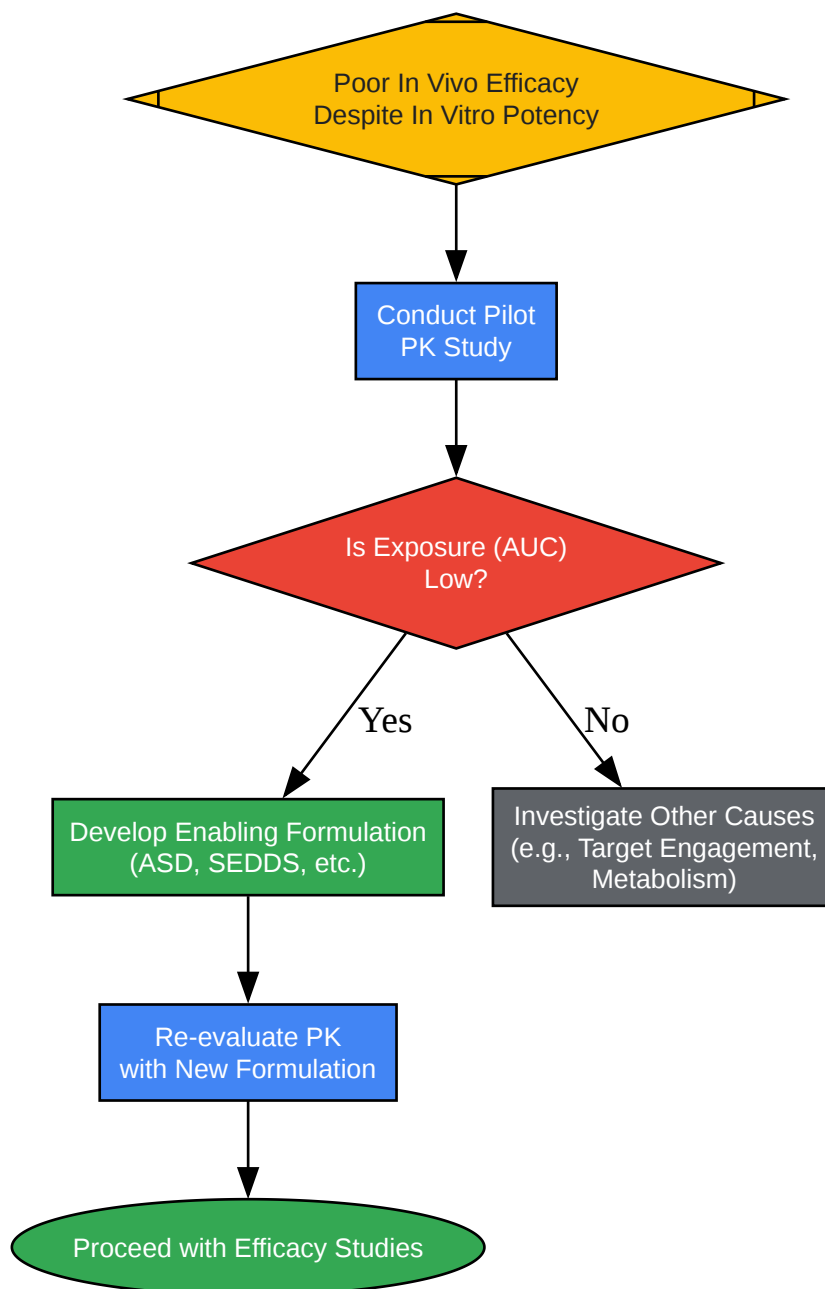 Poor In Vivo Efficacy
Despite In Vitro Potency
Conduct Pilot
PK Study
Is Exposure (AUC)
Low?
Yes
No
Develop Enabling Formulation
(ASD, SEDDS, etc.)
Investigate Other Causes
(e.g., Target Engagement,
Metabolism)
Re-evaluate PK
with New Formulation
Proceed with Efficacy Studies